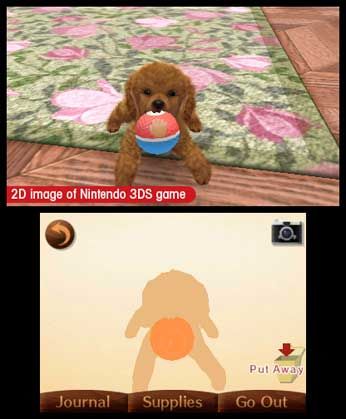 2D image of Nintendo 3DS game
Put Away
Journal
Supplies
Go Out